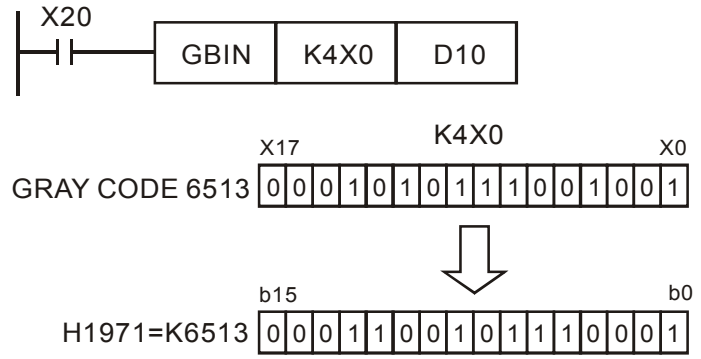 X20
GBIN K4X0 D10
K4X0
X17 X0
GRAY CODE 6513 0 0 0 1 0 1 0 1 1 1 0 0 1 0 0 1
b15 b0
H1971=K6513 0 0 0 1 1 0 0 1 0 1 1 1 0 0 0 1